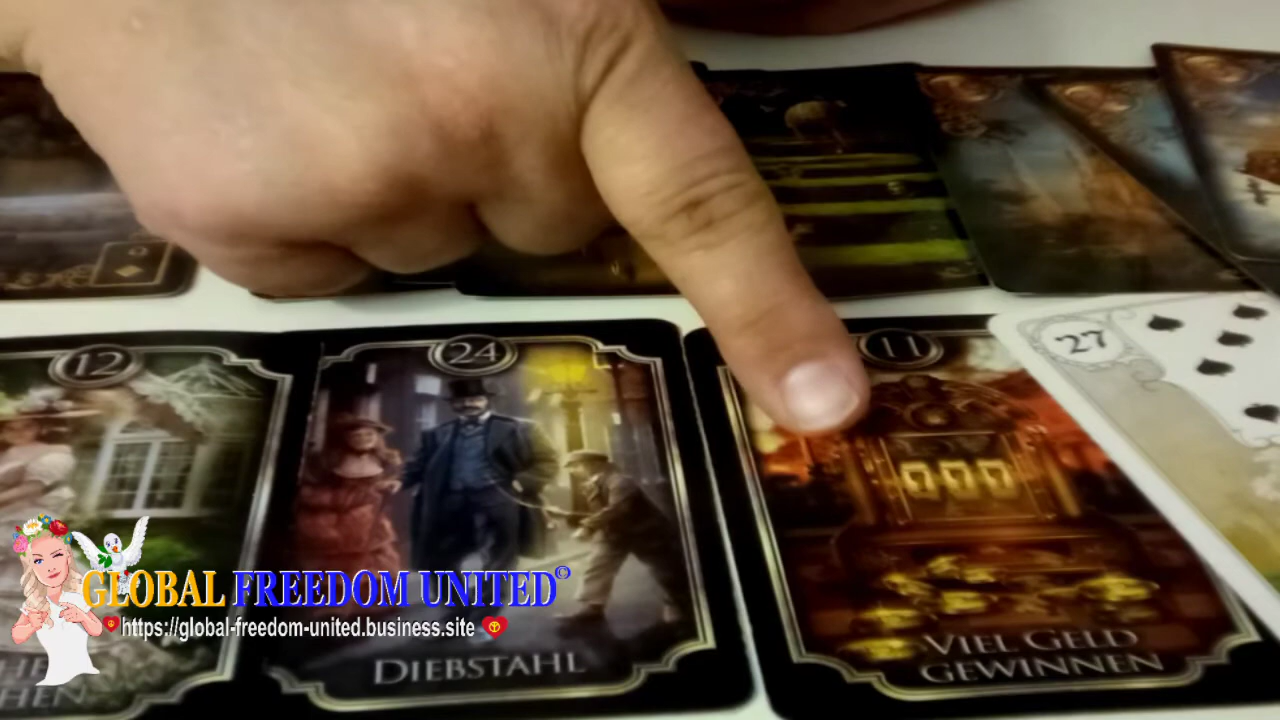 12
24
11
27
Q
DIEBSTAHL
VIEL GELD
GEWINNEN
GLOBAL FREEDOM UNITED©
https://global-freedom-united.business.site